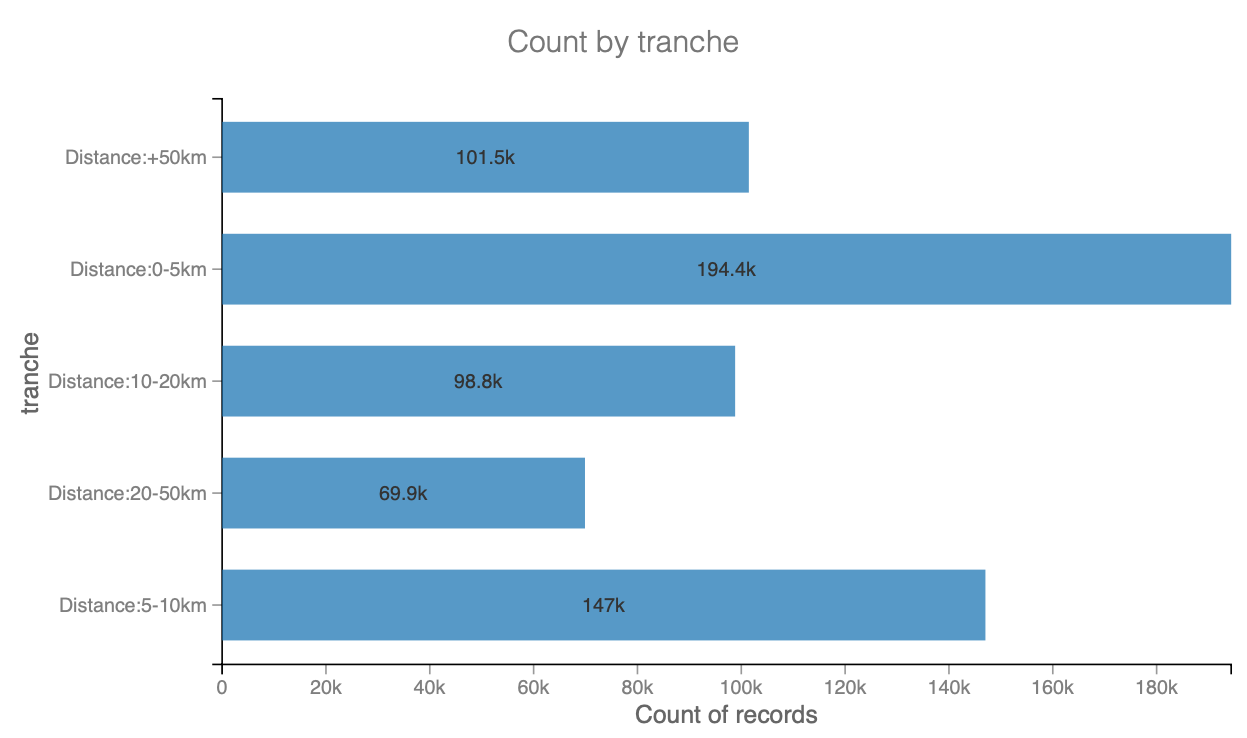 Count by tranche
Distance:+50km
101.5k
Distance:0-5km
194.4k
tranche
Distance:10-20km
98.8k
Distance:20-50km
69.9k
Distance:5-10km
147k
0 20k 40k 60k 80k 100k 120k 140k 160k 180k
Count of records